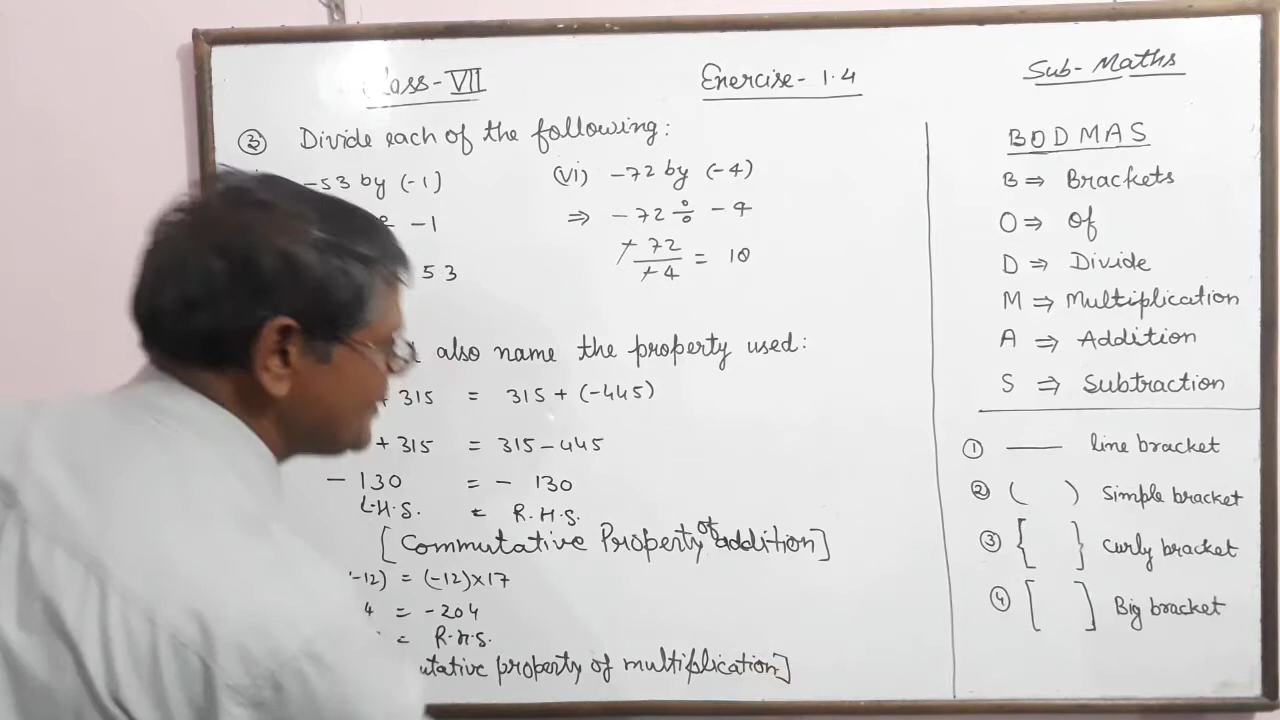 Class-VII
Exercise-1.4
Sub-Maths
③ Divide each of the following:
-53 by (-1)
(vi) -72 by (-4)
÷ -1
⇒ -72 ÷ -4
53
-72/-4 = 18
also name the property used:
+ 315 = 315 + (-445)
+ 315 = 315 - 445
- 130 = - 130
L.H.S. = R.H.S.
[Commutative Property of addition]
(-12) = (-12)×17
4 = -204
= R.H.S.
utative property of multiplication]
BODMAS
B ⇒ Brackets
O ⇒ Of
D ⇒ Divide
M ⇒ Multiplication
A ⇒ Addition
S ⇒ Subtraction
① — line bracket
② ( ) Simple bracket
③ { } Curly bracket
④ [ ] Big bracket